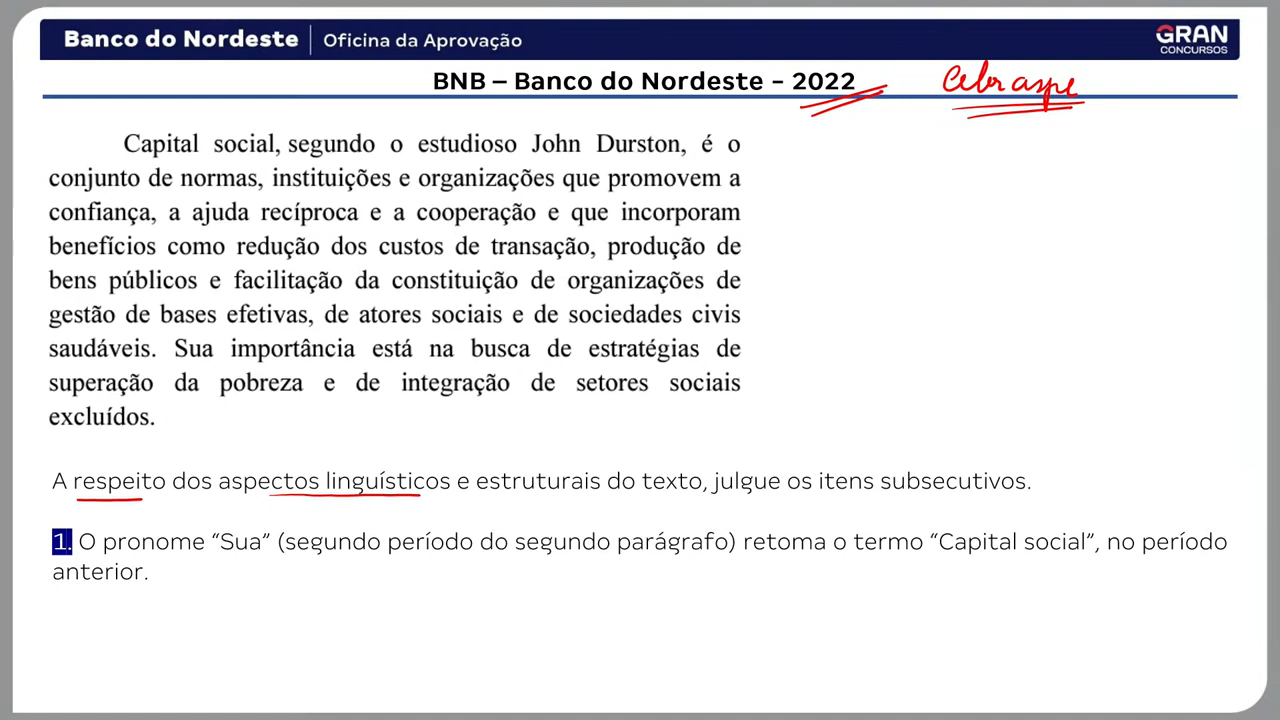 Banco do Nordeste | Oficina da Aprovação
GRAN
CONCURSOS
BNB – Banco do Nordeste - 2022
Cebraspe
Capital social, segundo o estudioso John Durston, é o
conjunto de normas, instituições e organizações que promovem a
confiança, a ajuda recíproca e a cooperação e que incorporam
benefícios como redução dos custos de transação, produção de
bens públicos e facilitação da constituição de organizações de
gestão de bases efetivas, de atores sociais e de sociedades civis
saudáveis. Sua importância está na busca de estratégias de
superação da pobreza e de integração de setores sociais
excluídos.
A respeito dos aspectos linguísticos e estruturais do texto, julgue os itens subsecutivos.
1. O pronome “Sua” (segundo período do segundo parágrafo) retoma o termo “Capital social”, no período
anterior.